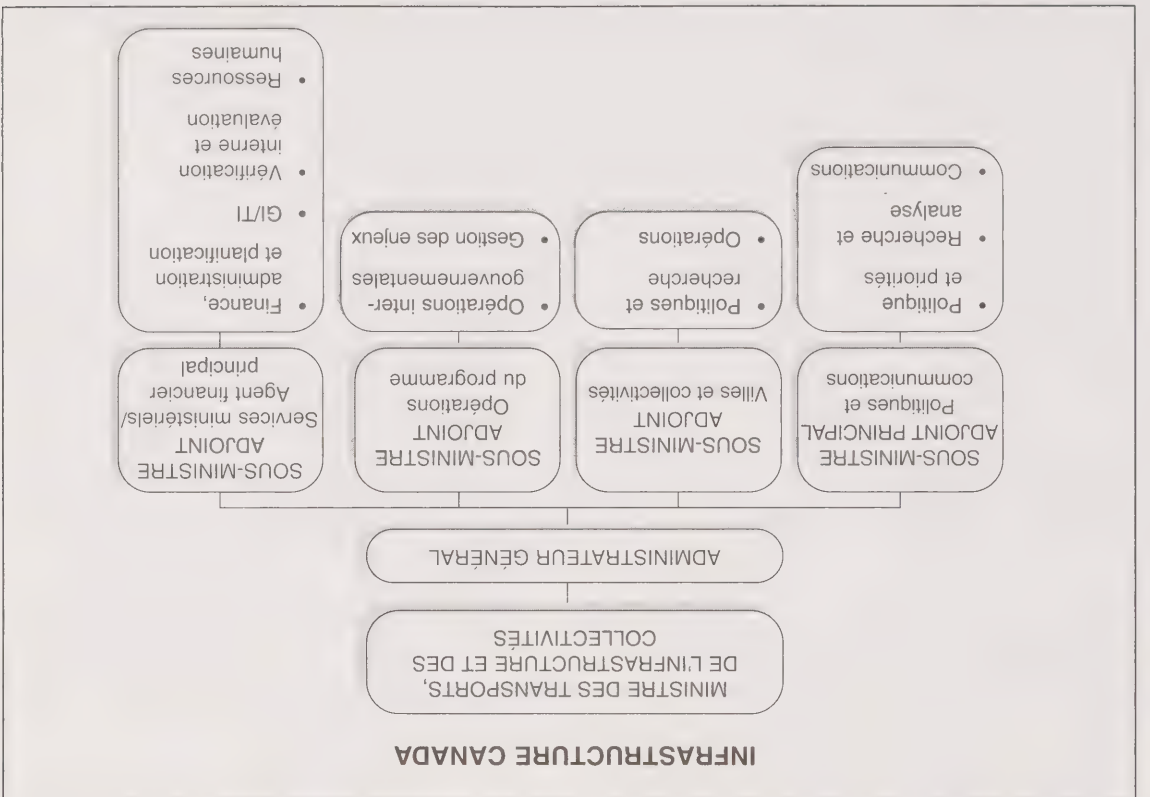 INFRASTRUCTURE CANADA
MINISTRE DES TRANSPORTS,
DE L'INFRASTRUCTURE ET DES
COLLECTIVITÉS
ADMINISTRATEUR GÉNÉRAL
SOUS-MINISTRE
ADJOINT PRINCIPAL
Politiques et
communications
• Politique
et priorités
• Recherche et
analyse
• Communications
SOUS-MINISTRE
ADJOINT
Villes et collectivités
• Politiques et
recherche
• Opérations
SOUS-MINISTRE
ADJOINT
Opérations
du programme
• Opérations inter-
gouvernementales
• Gestion des enjeux
SOUS-MINISTRE
ADJOINT
Services ministériels/
Agent financier
principal
• Finance,
administration
et planification
• GI/TI
• Vérification
interne et
évaluation
• Ressources
humaines